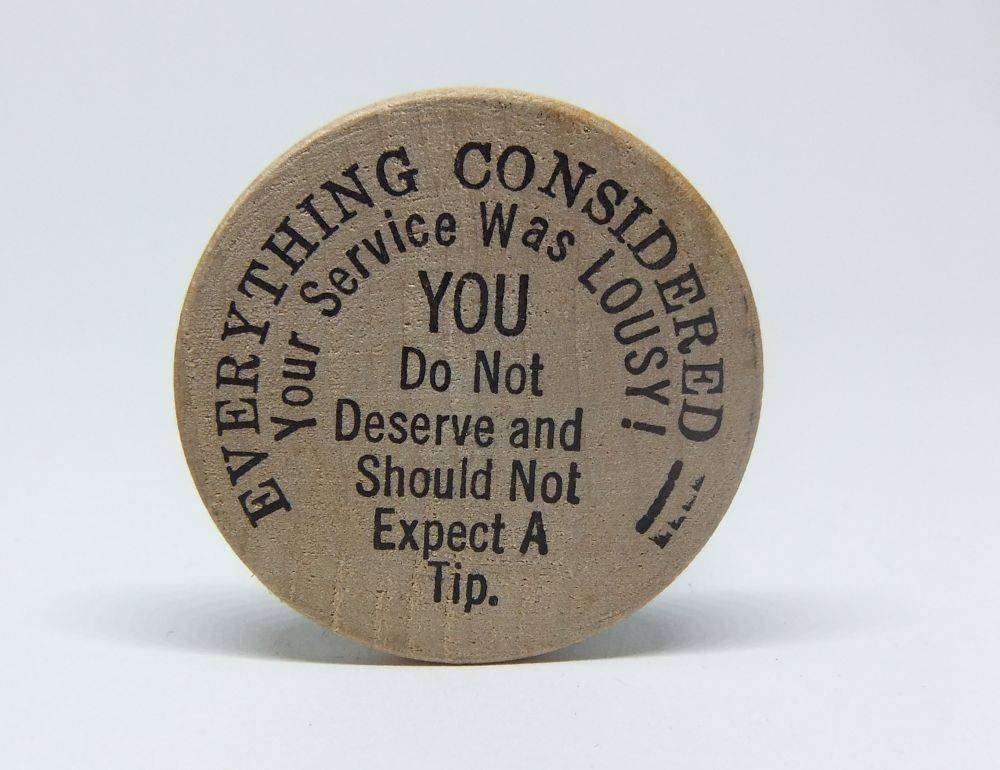 EVERYTHING CONSIDERED
Your Service Was LOUSY!
YOU
Do Not
Deserve and
Should Not
Expect A
Tip.